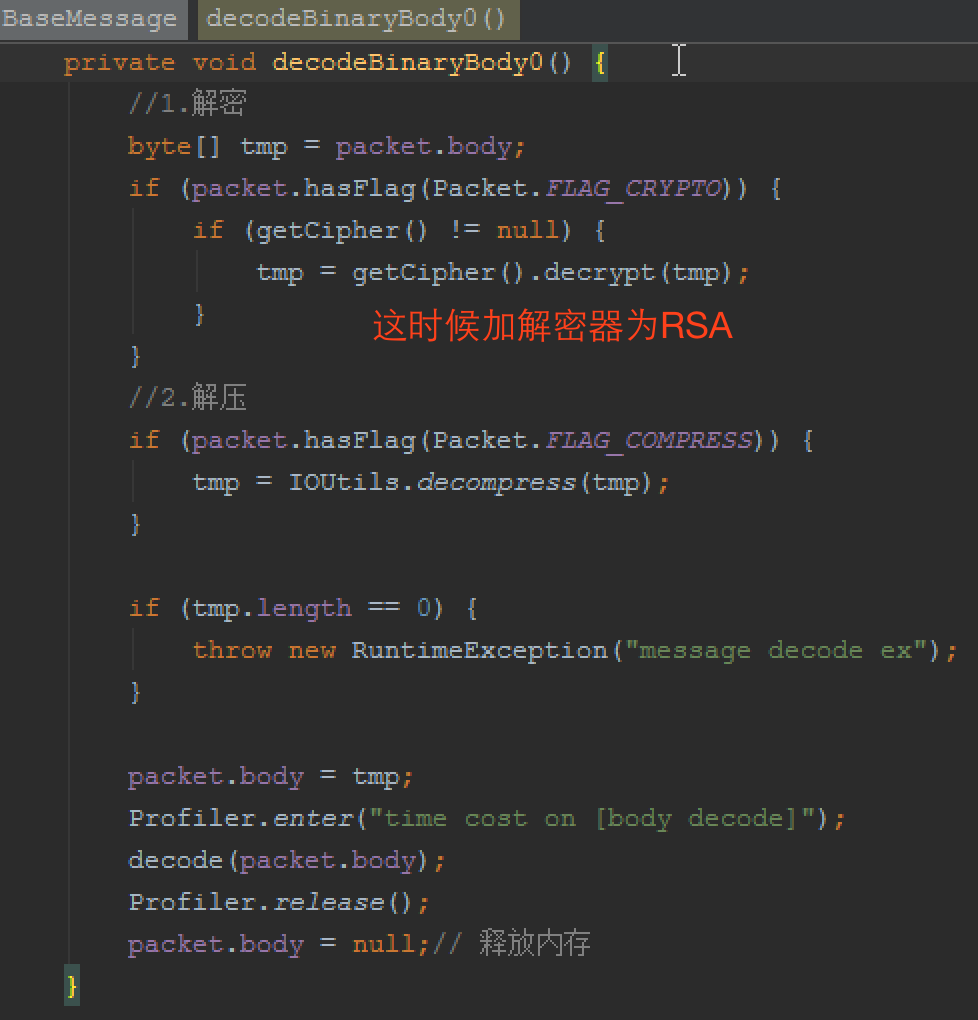 BaseMessage decodeBinaryBody0()
private void decodeBinaryBody0() {
//1.解密
byte[] tmp = packet.body;
if (packet.hasFlag(Packet.FLAG_CRYPTO)) {
if (getCipher() != null) {
tmp = getCipher().decrypt(tmp);
}
这时候加解密器为RSA
}
//2.解压
if (packet.hasFlag(Packet.FLAG_COMPRESS)) {
tmp = IOUtils.decompress(tmp);
}
if (tmp.length == 0) {
throw new RuntimeException("message decode ex");
}
packet.body = tmp;
Profiler.enter("time cost on [body decode]");
decode(packet.body);
Profiler.release();
packet.body = null;// 释放内存
}